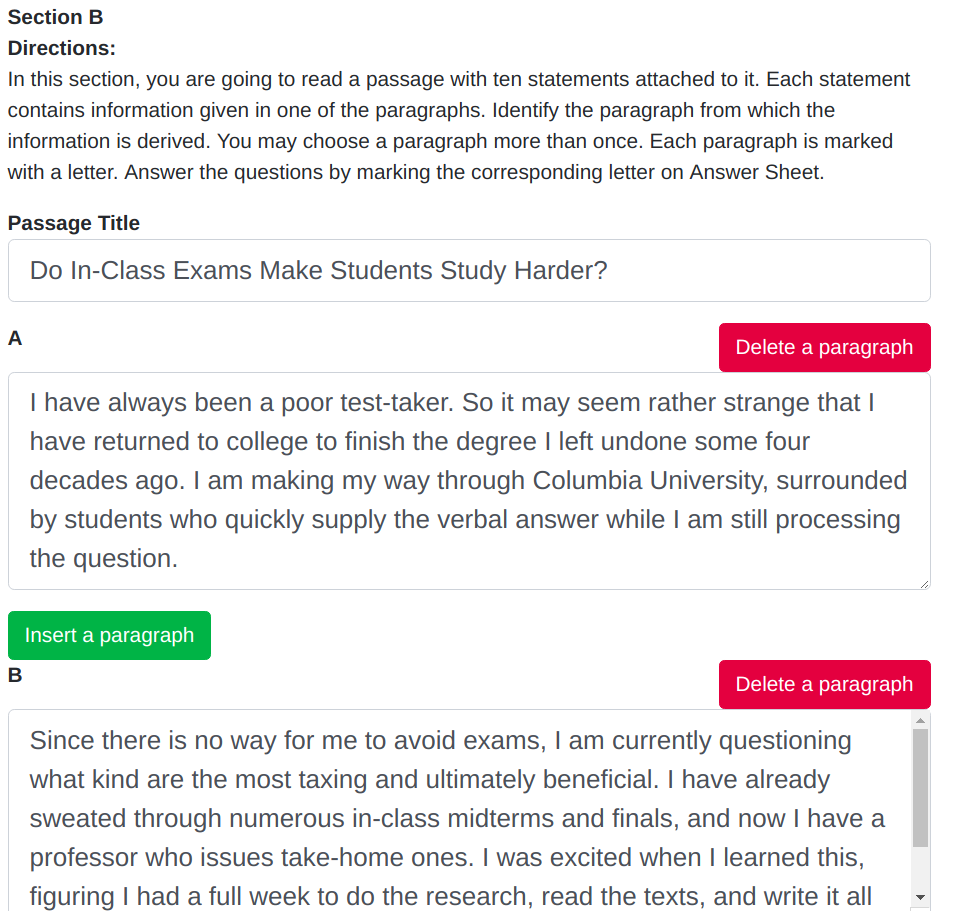 Section B
Directions:
In this section, you are going to read a passage with ten statements attached to it. Each statement
contains information given in one of the paragraphs. Identify the paragraph from which the
information is derived. You may choose a paragraph more than once. Each paragraph is marked
with a letter. Answer the questions by marking the corresponding letter on Answer Sheet.
Passage Title
Do In-Class Exams Make Students Study Harder?
A
Delete a paragraph
I have always been a poor test-taker. So it may seem rather strange that I
have returned to college to finish the degree I left undone some four
decades ago. I am making my way through Columbia University, surrounded
by students who quickly supply the verbal answer while I am still processing
the question.
Insert a paragraph
B
Delete a paragraph
Since there is no way for me to avoid exams, I am currently questioning
what kind are the most taxing and ultimately beneficial. I have already
sweated through numerous in-class midterms and finals, and now I have a
professor who issues take-home ones. I was excited when I learned this,
figuring I had a full week to do the research, read the texts, and write it all